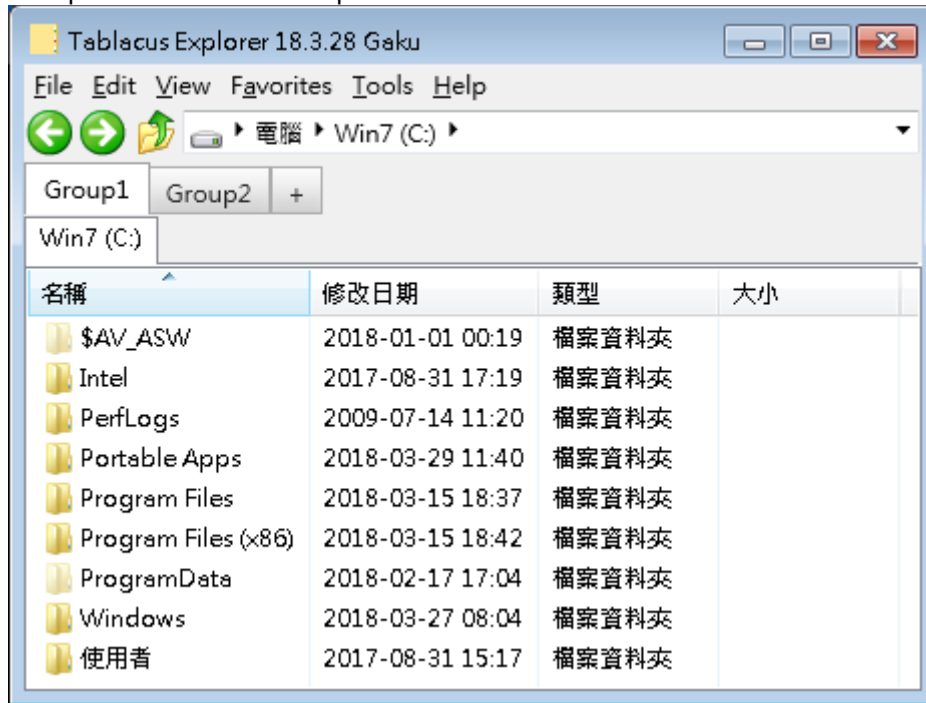 Tablacus Explorer 18.3.28 Gaku
File Edit View Favorites Tools Help
電腦 Win7 (C:)
Group1 Group2 +
Win7 (C:)
名稱 修改日期 類型 大小
$AV_ASW 2018-01-01 00:19 檔案資料夾
Intel 2017-08-31 17:19 檔案資料夾
PerfLogs 2009-07-14 11:20 檔案資料夾
Portable Apps 2018-03-29 11:40 檔案資料夾
Program Files 2018-03-15 18:37 檔案資料夾
Program Files (x86) 2018-03-15 18:42 檔案資料夾
ProgramData 2018-02-17 17:04 檔案資料夾
Windows 2018-03-27 08:04 檔案資料夾
使用者 2017-08-31 15:17 檔案資料夾